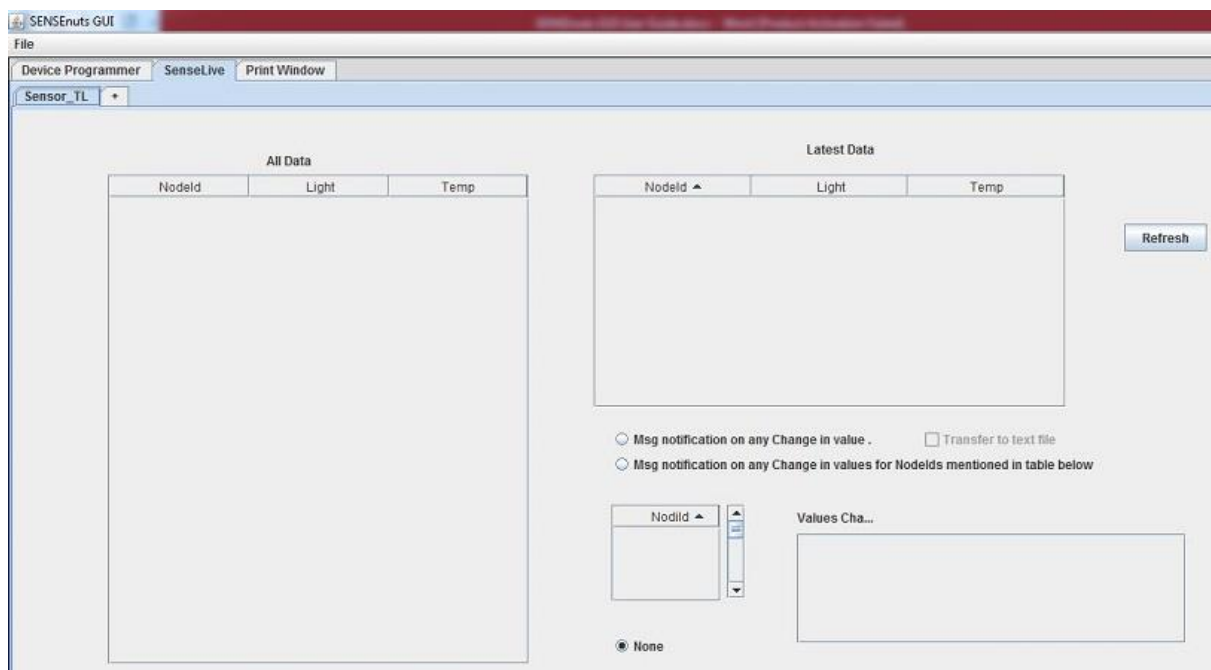 SENSEnuts GUI
File
Device Programmer SenseLive Print Window
Sensor_TL +
All Data
NodeId Light Temp
Latest Data
NodeId Light Temp
Refresh
Msg notification on any Change in value . Transfer to text file
Msg notification on any Change in values for NodeIds mentioned in table below
NodiId
Values Cha...
None